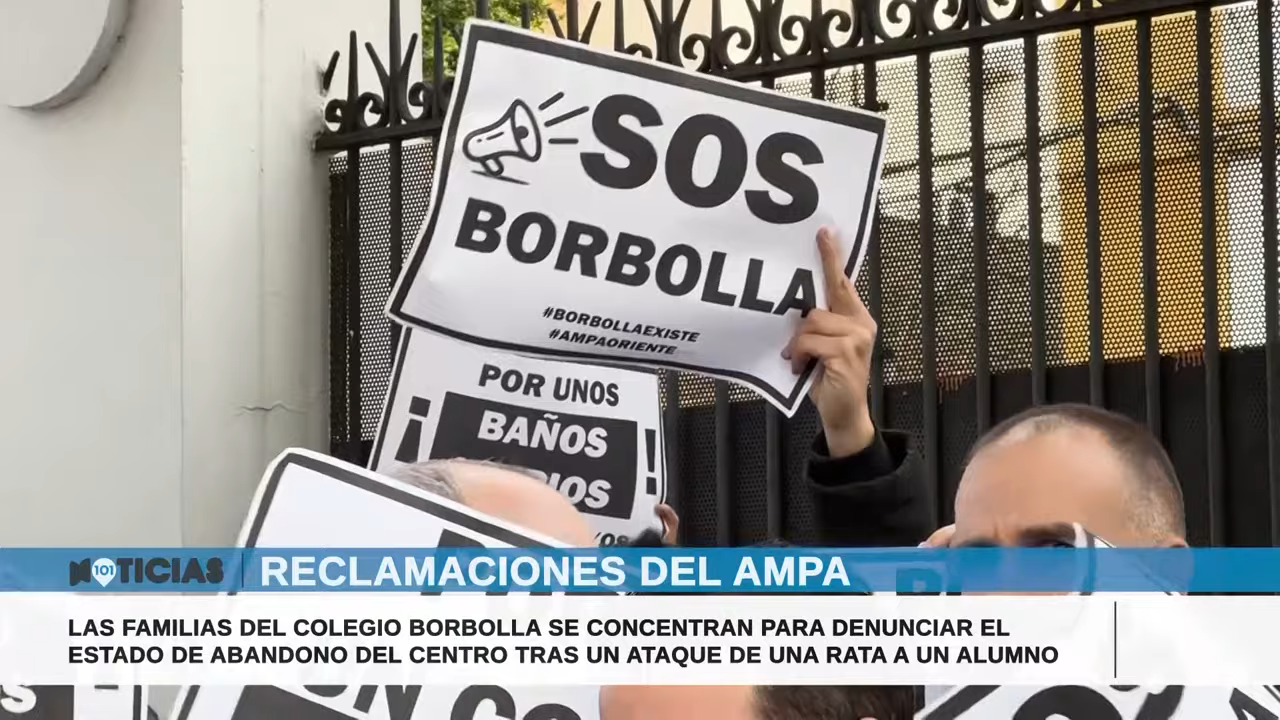 SOS
BORBOLLA
#BORBOLLAEXISTE
#AMPAORIENTE
POR UNOS
¡BAÑOS!
NOTICIAS 101
RECLAMACIONES DEL AMPA
LAS FAMILIAS DEL COLEGIO BORBOLLA SE CONCENTRAN PARA DENUNCIAR EL
ESTADO DE ABANDONO DEL CENTRO TRAS UN ATAQUE DE UNA RATA A UN ALUMNO